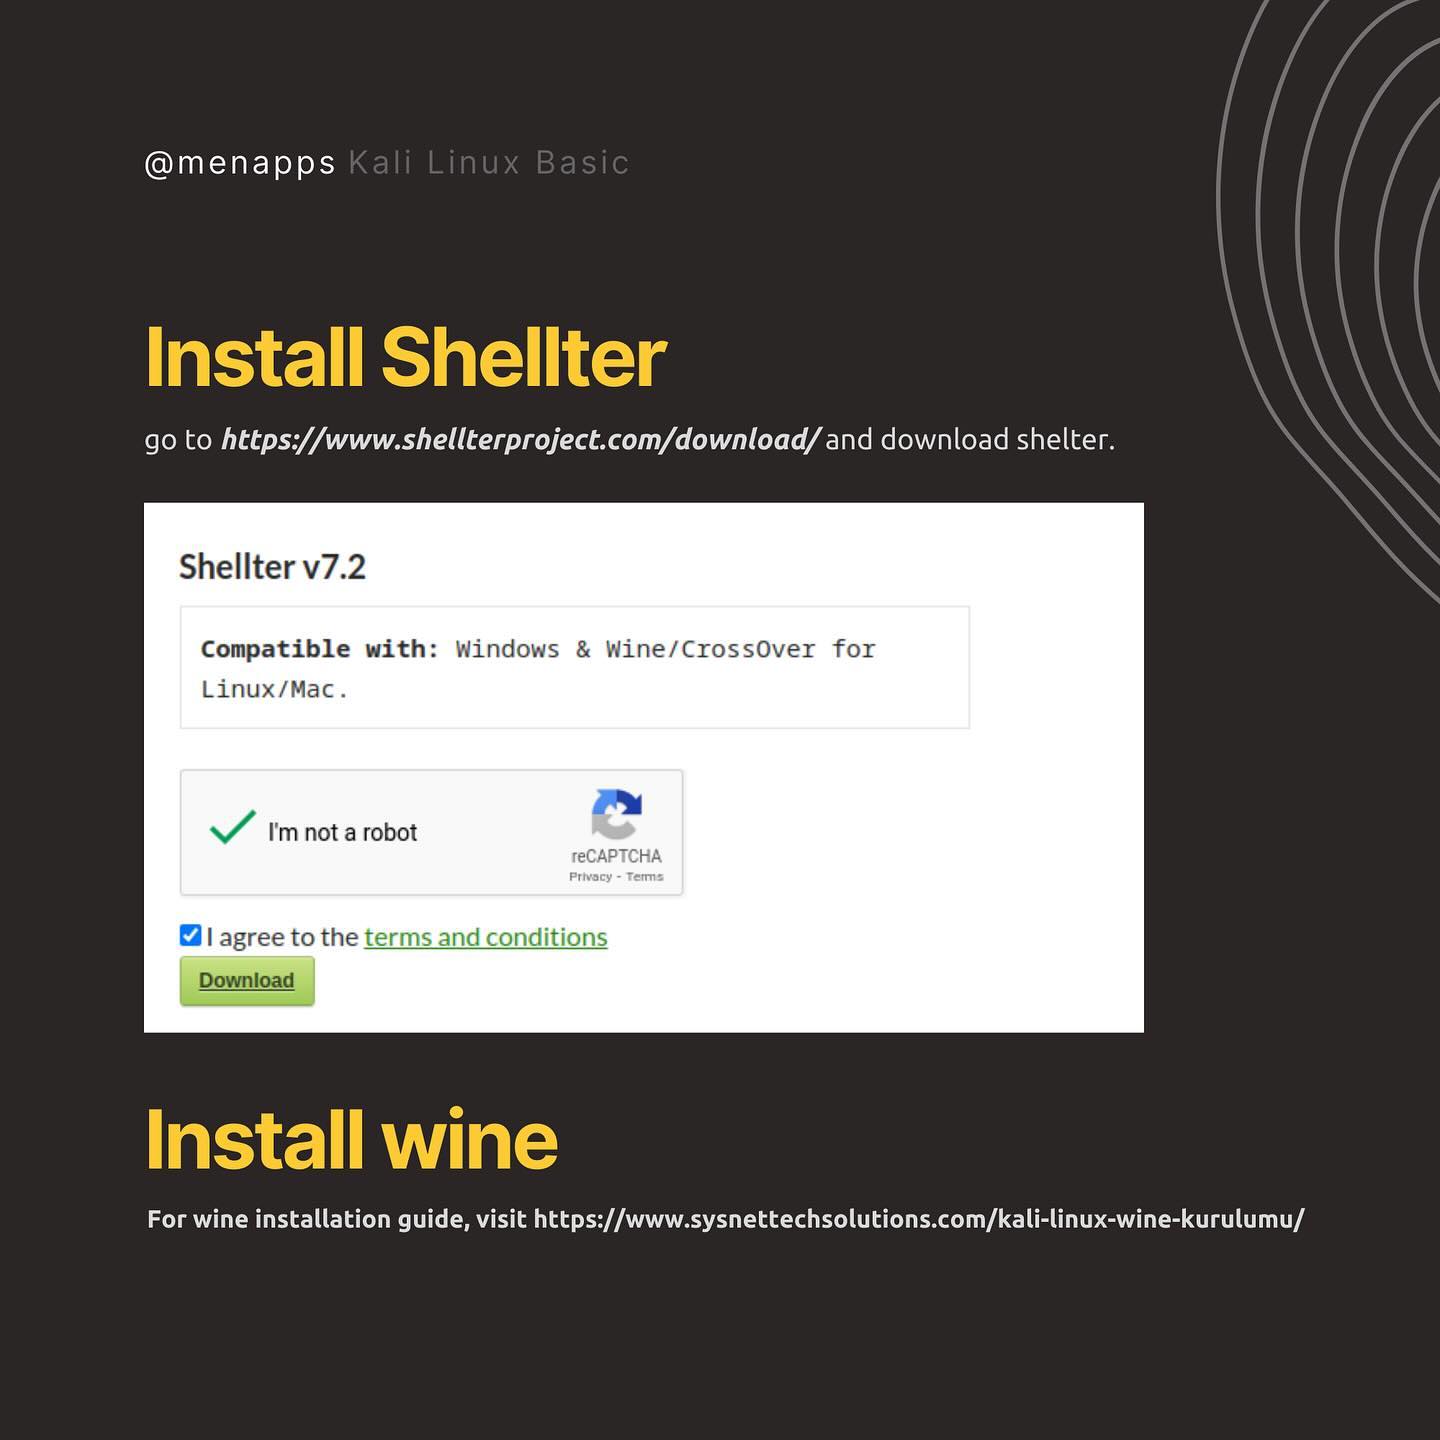 @menapps Kali Linux Basic
Install Shellter
go to https://www.shellterproject.com/download/ and download shelter.
Shellter v7.2
Compatible with: Windows & Wine/CrossOver for
Linux/Mac.
I'm not a robot
reCAPTCHA
Privacy - Terms
I agree to the terms and conditions
Download
Install wine
For wine installation guide, visit https://www.sysnettechsolutions.com/kali-linux-wine-kurulumu/